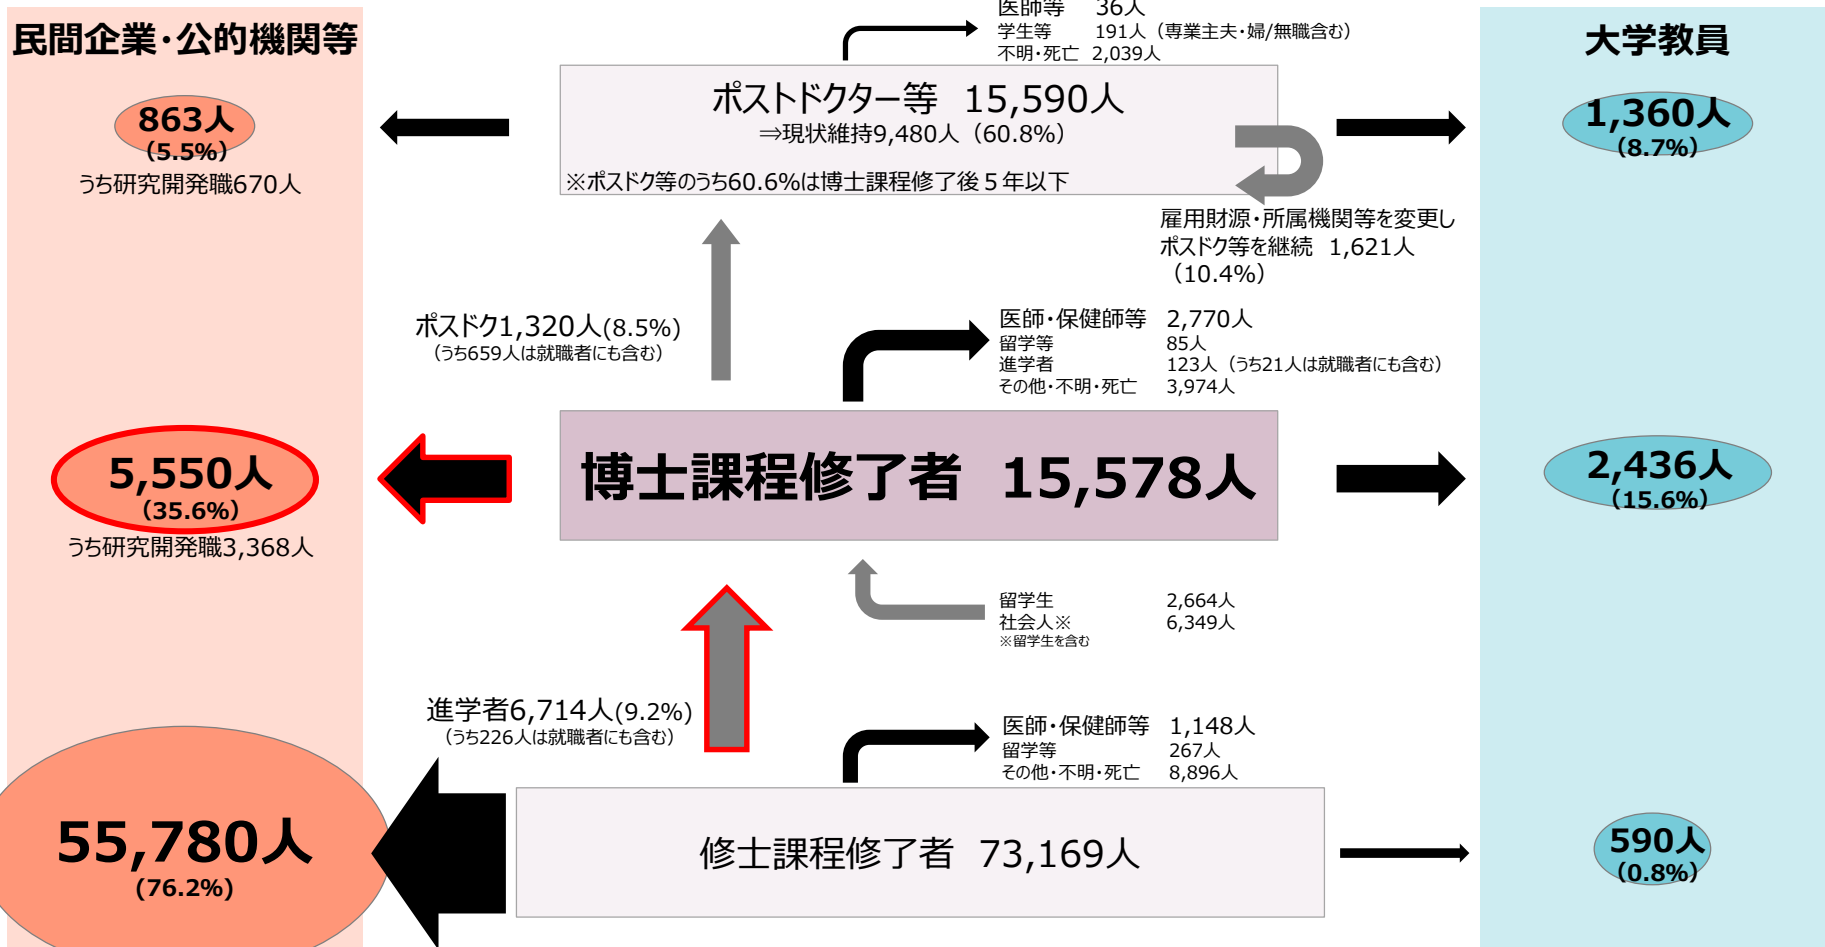 民間企業・公的機関等
863人
(5.5%)
うち研究開発職670人
5,550人
(35.6%)
うち研究開発職3,368人
55,780人
(76.2%)
医師等 36人
学生等 191人（専業主夫・婦/無職含む）
不明・死亡 2,039人
ポストドクター等 15,590人
⇒現状維持9,480人（60.8%）
※ポスドク等のうち60.6%は博士課程修了後５年以下
雇用財源・所属機関等を変更し
ポスドク等を継続 1,621人
（10.4%）
ポスドク1,320人(8.5%)
（うち659人は就職者にも含む）
医師・保健師等 2,770人
留学等 85人
進学者 123人（うち21人は就職者にも含む）
その他・不明・死亡 3,974人
博士課程修了者 15,578人
留学生 2,664人
社会人※ 6,349人
※留学生を含む
進学者6,714人(9.2%)
（うち226人は就職者にも含む）
医師・保健師等 1,148人
留学等 267人
その他・不明・死亡 8,896人
修士課程修了者 73,169人
大学教員
1,360人
(8.7%)
2,436人
(15.6%)
590人
(0.8%)